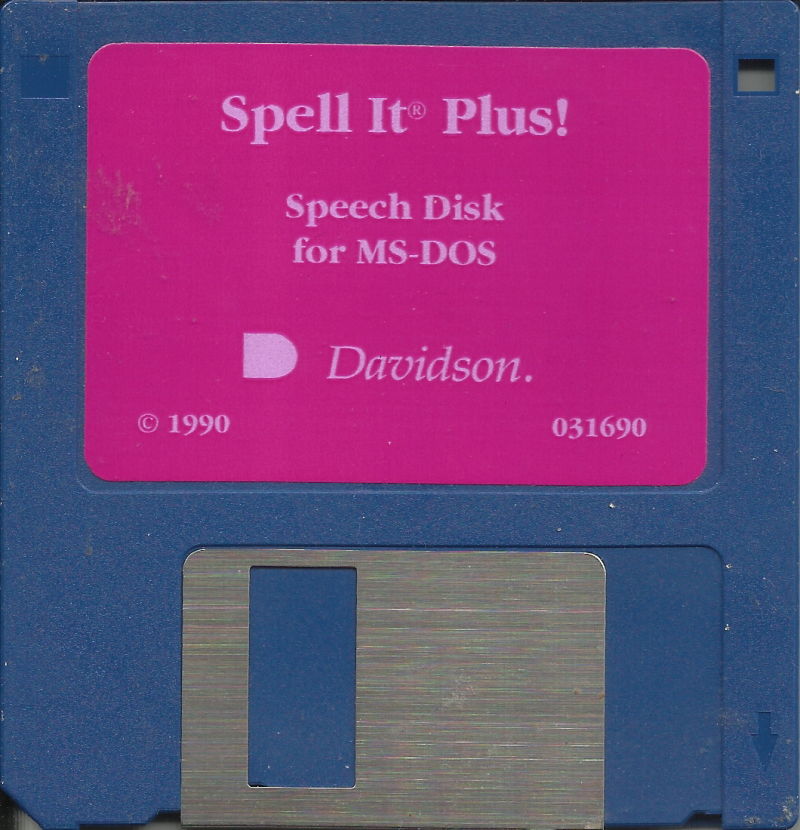 Spell It® Plus!
Speech Disk
for MS-DOS
Davidson.
© 1990 031690